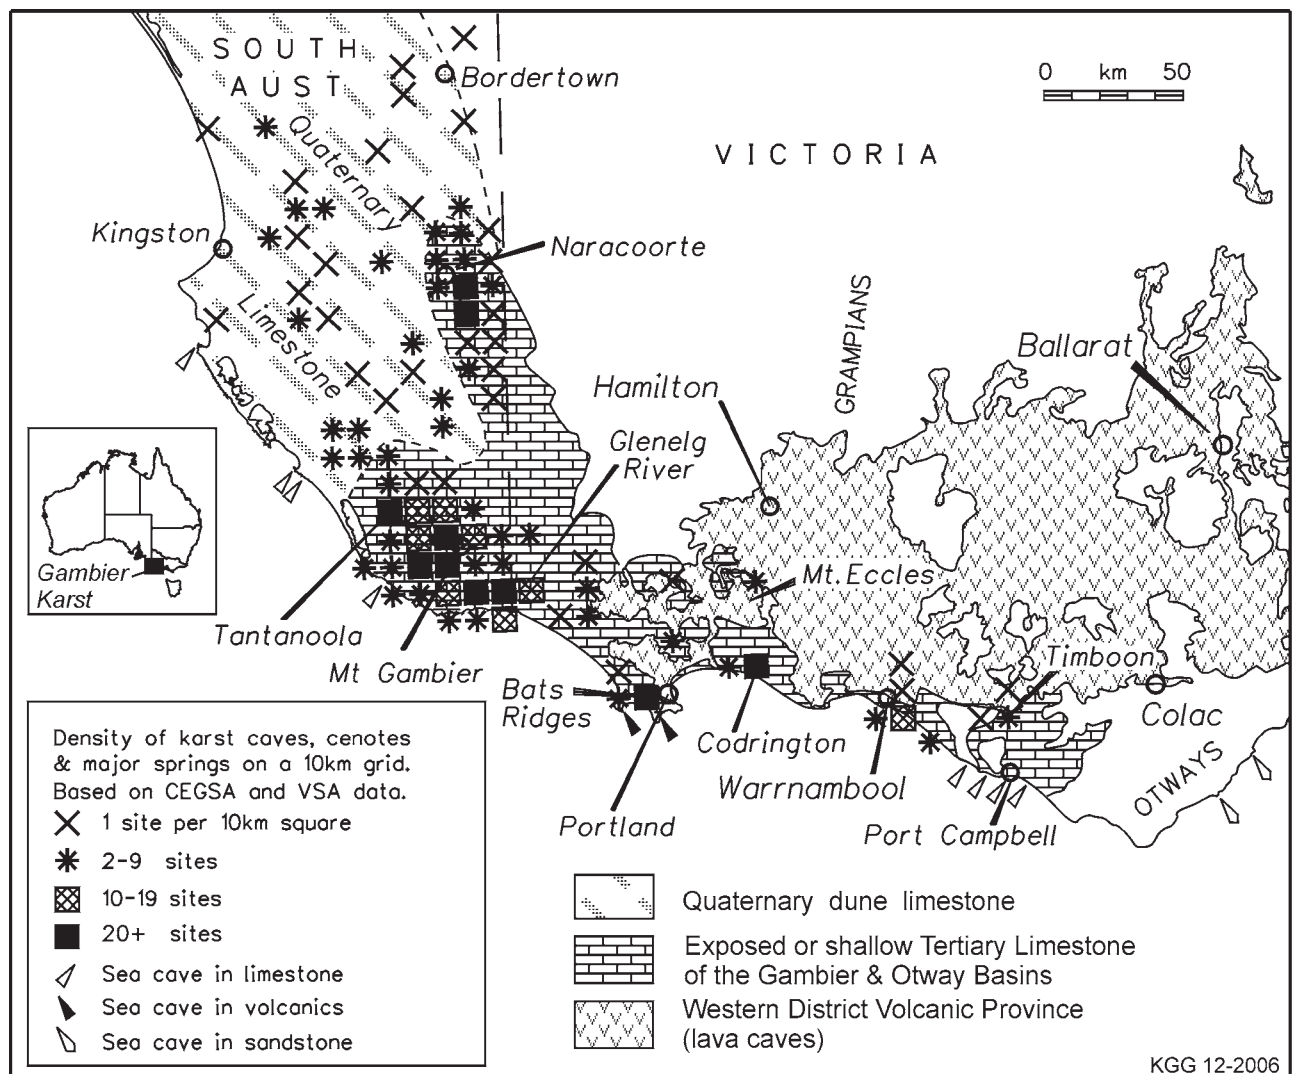 SOUTH
AUST
Bordertown
0 km 50
VICTORIA
Quaternary
Kingston
Naracoorte
Limestone
GRAMPIANS
Ballarat
Hamilton
Glenelg
River
Gambier
Karst
Mt. Eccles
Tantanoola
Mt Gambier
Timboon
Bats
Ridges
Colac
Codrington
Warrnambool
OTWAYS
Portland
Port Campbell
Density of karst caves, cenotes
& major springs on a 10km grid.
Based on CEGSA and VSA data.
1 site per 10km square
2-9 sites
10-19 sites
20+ sites
Sea cave in limestone
Sea cave in volcanics
Sea cave in sandstone
Quaternary dune limestone
Exposed or shallow Tertiary Limestone
of the Gambier & Otway Basins
Western District Volcanic Province
(lava caves)
KGG 12-2006